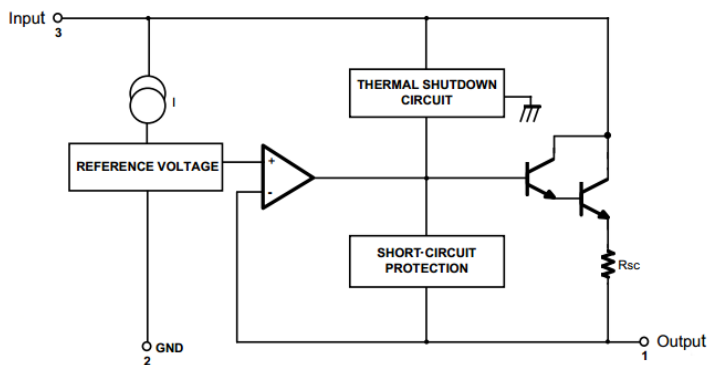 Input
3
THERMAL SHUTDOWN
CIRCUIT
I
REFERENCE VOLTAGE
+
-
SHORT-CIRCUIT
PROTECTION
Rsc
GND
2
Output
1